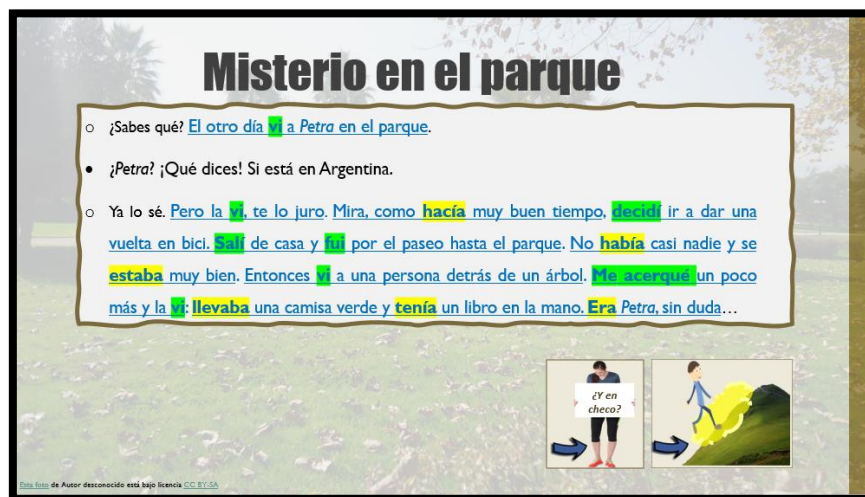 Misterio en el parque
○ ¿Sabes qué? El otro día vi a Petra en el parque.
● ¿Petra? ¡Qué dices! Si está en Argentina.
○ Ya lo sé. Pero la vi, te lo juro. Mira, como hacía muy buen tiempo, decidí ir a dar una
vuelta en bici. Salí de casa y fui por el paseo hasta el parque. No había casi nadie y se
estaba muy bien. Entonces vi a una persona detrás de un árbol. Me acerqué un poco
más y la vi: llevaba una camisa verde y tenía un libro en la mano. Era Petra, sin duda…
¿Y en
checo?
Esta foto de Autor desconocido está bajo licencia CC BY-SA